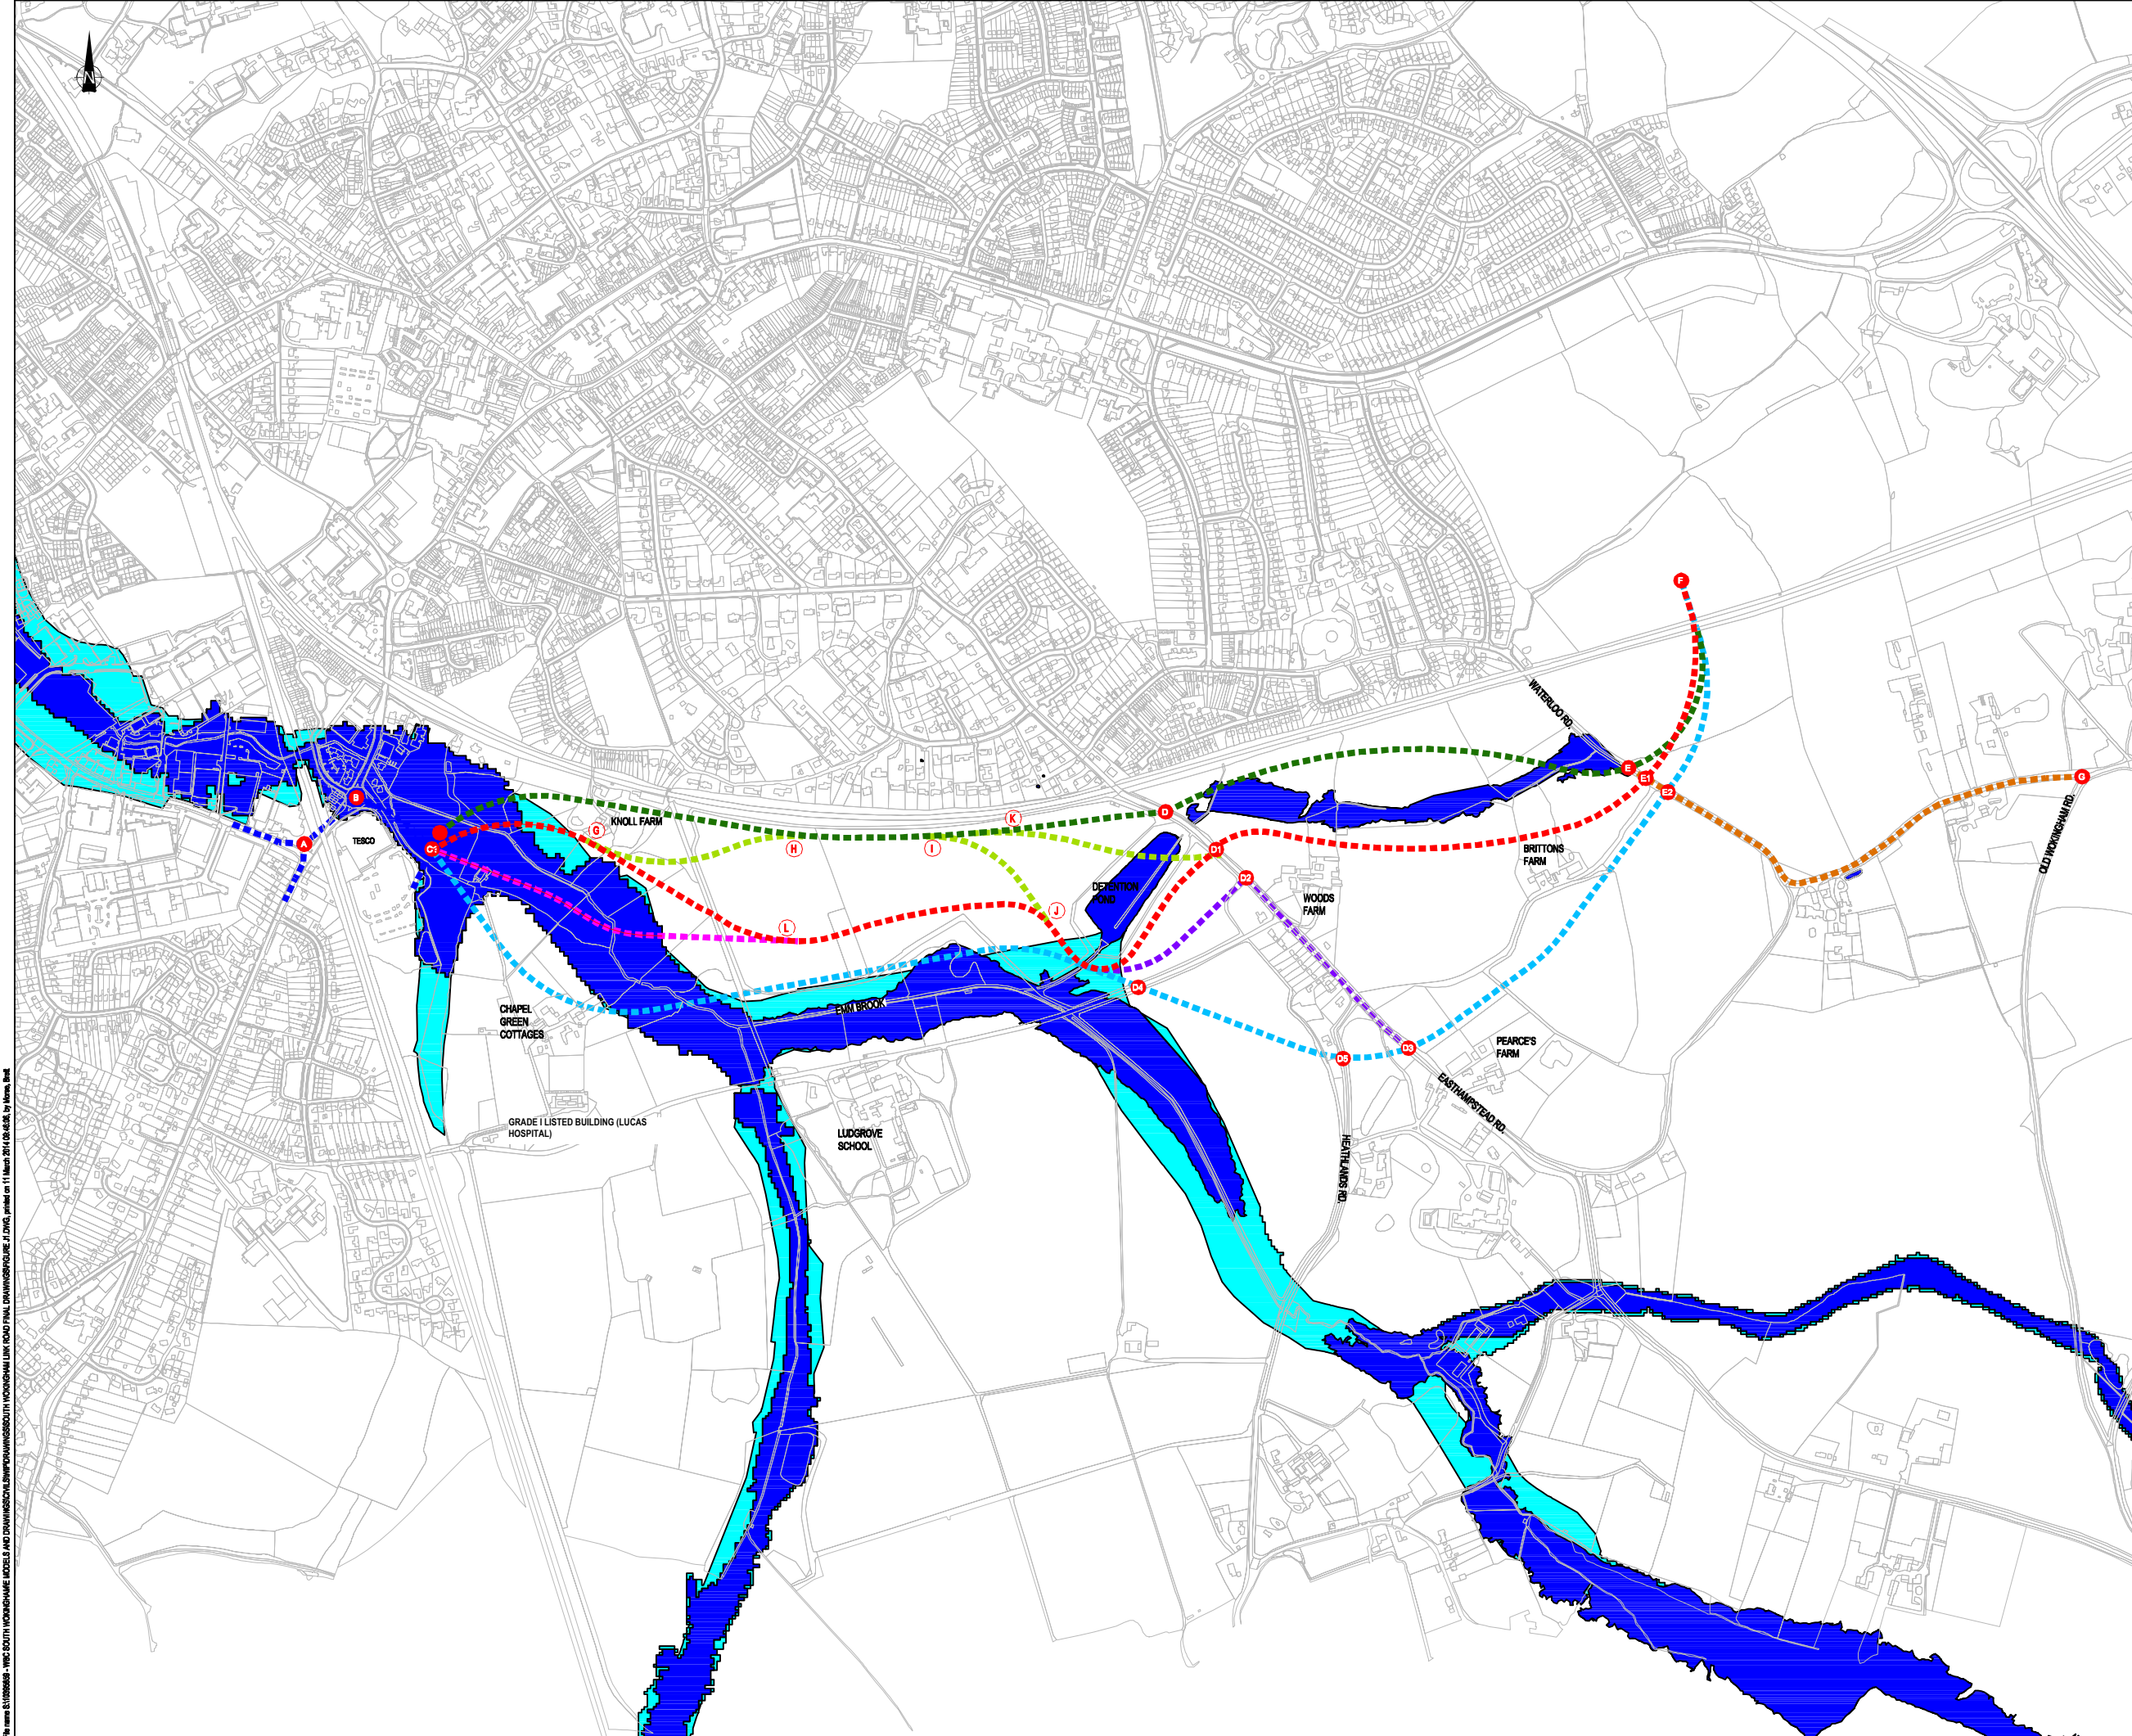 N
F
WATERLOO RD.
E
E1
E2
G
B
A
TESCO
C1
G
KNOLL FARM
H
I
K
D
D1
D2
DETENTION
POND
WOODS
FARM
BRITTONS
FARM
OLD WOKINGHAM RD.
J
L
D4
D5
D3
EMM BROOK
CHAPEL
GREEN
COTTAGES
PEARCE'S
FARM
EASTHAMPSTEAD RD.
HEATHLANDS RD.
GRADE I LISTED BUILDING (LUCAS
HOSPITAL)
LUDGROVE
SCHOOL